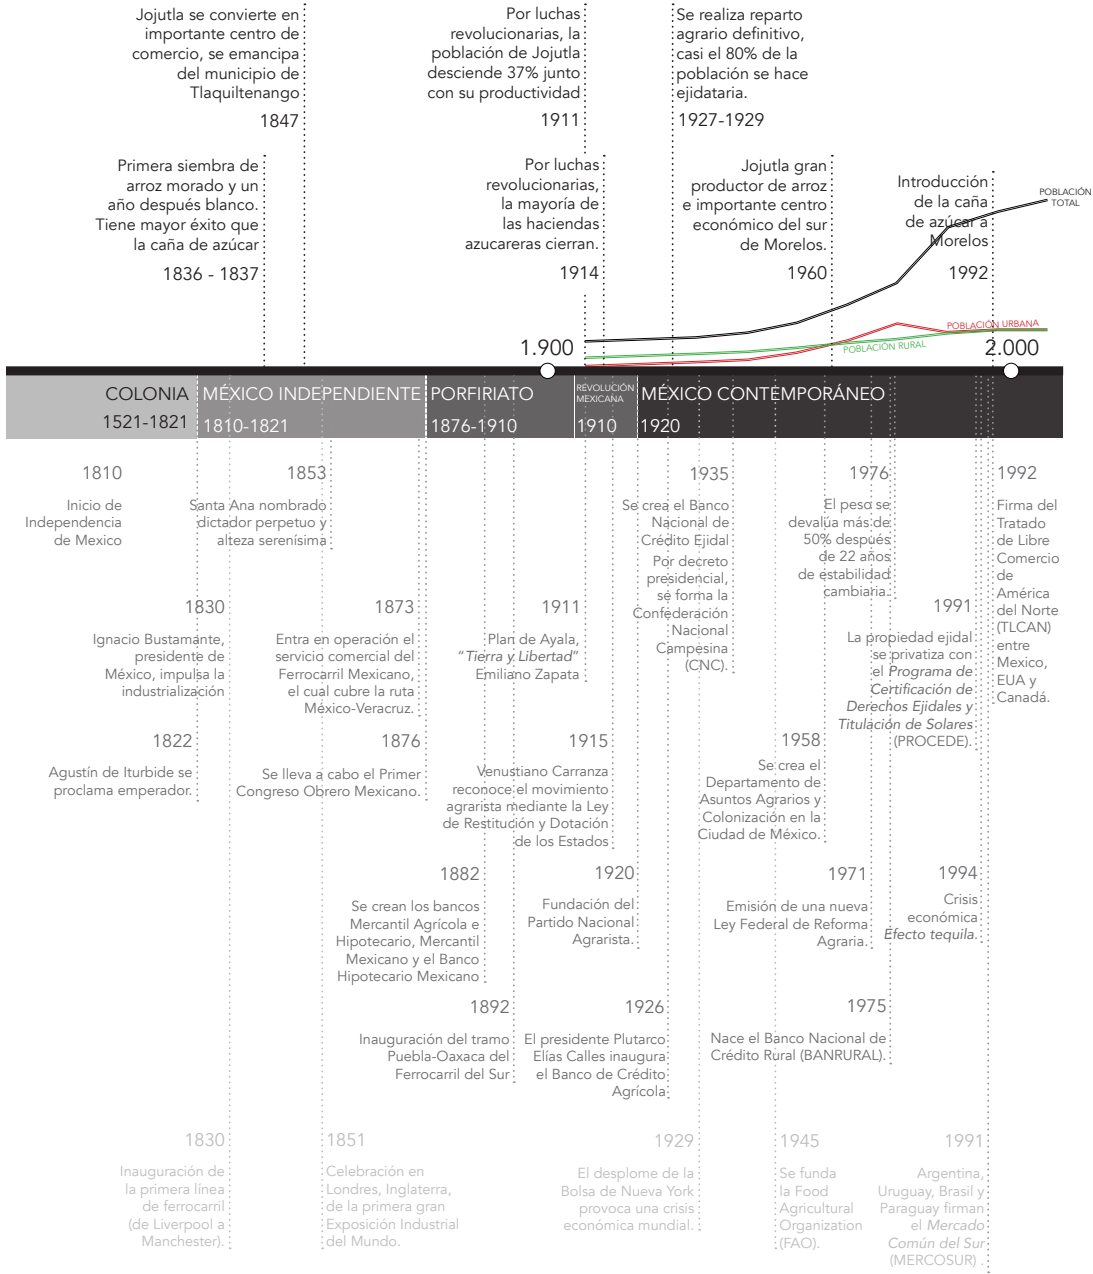 Jojutla se convierte en
importante centro de
comercio, se emancipa
del municipio de
Tlaquiltenango
1847
Por luchas
revolucionarias, la
población de Jojutla
desciende 37% junto
con su productividad
1911
Se realiza reparto
agrario definitivo,
casi el 80% de la
población se hace
ejidataria.
1927-1929
Primera siembra de
arroz morado y un
año después blanco.
Tiene mayor éxito que
la caña de azúcar
1836 - 1837
Por luchas
revolucionarias,
la mayoría de
las haciendas
azucareras cierran.
1914
Jojutla gran
productor de arroz
e importante centro
económico del sur
de Morelos.
1960
Introducción
de la caña
de azúcar a
Morelos
1992
POBLACIÓN
TOTAL
POBLACIÓN URBANA
POBLACIÓN RURAL
1.900
2.000
COLONIA
1521-1821
MÉXICO INDEPENDIENTE
1810-1821
PORFIRIATO
1876-1910
REVOLUCIÓN
MEXICANA
1910
MÉXICO CONTEMPORÁNEO
1920
1810
Inicio de
Independencia
de Mexico
1853
Santa Ana nombrado
dictador perpetuo y
alteza serenísima
1935
Se crea el Banco
Nacional de
Crédito Ejidal
Por decreto
presidencial,
se forma la
Confederación
Nacional
Campesina
(CNC).
1976
El peso se
devalúa más de
50% después
de 22 años
de estabilidad
cambiaria.
1992
Firma del
Tratado
de Libre
Comercio
de
América
del Norte
(TLCAN)
entre
Mexico,
EUA y
Canadá.
1830
Ignacio Bustamante,
presidente de
México, impulsa la
industrialización
1873
Entra en operación el
servicio comercial del
Ferrocarril Mexicano,
el cual cubre la ruta
México-Veracruz.
1911
Plan de Ayala,
"Tierra y Libertad"
Emiliano Zapata
1991
La propiedad ejidal
se privatiza con
el Programa de
Certificación de
Derechos Ejidales y
Titulación de Solares
(PROCEDE).
1822
Agustín de Iturbide se
proclama emperador.
1876
Se lleva a cabo el Primer
Congreso Obrero Mexicano.
1915
Venustiano Carranza
reconoce el movimiento
agrarista mediante la Ley
de Restitución y Dotación
de los Estados
1958
Se crea el
Departamento de
Asuntos Agrarios y
Colonización en la
Ciudad de México.
1882
Se crean los bancos
Mercantil Agrícola e
Hipotecario, Mercantil
Mexicano y el Banco
Hipotecario Mexicano
1920
Fundación del
Partido Nacional
Agrarista.
1971
Emisión de una nueva
Ley Federal de Reforma
Agraria.
1994
Crisis
económica
Efecto tequila.
1892
Inauguración del tramo
Puebla-Oaxaca del
Ferrocarril del Sur
1926
El presidente Plutarco
Elías Calles inaugura
el Banco de Crédito
Agrícola
1975
Nace el Banco Nacional de
Crédito Rural (BANRURAL).
1830
Inauguración de
la primera línea
de ferrocarril
(de Liverpool a
Manchester).
1851
Celebración en
Londres, Inglaterra,
de la primera gran
Exposición Industrial
del Mundo.
1929
El desplome de la
Bolsa de Nueva York
provoca una crisis
económica mundial.
1945
Se funda
la Food
Agricultural
Organization
(FAO).
1991
Argentina,
Uruguay, Brasil y
Paraguay firman
el Mercado
Común del Sur
(MERCOSUR) .